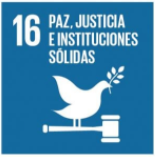 16 PAZ, JUSTICIA
E INSTITUCIONES
SÓLIDAS